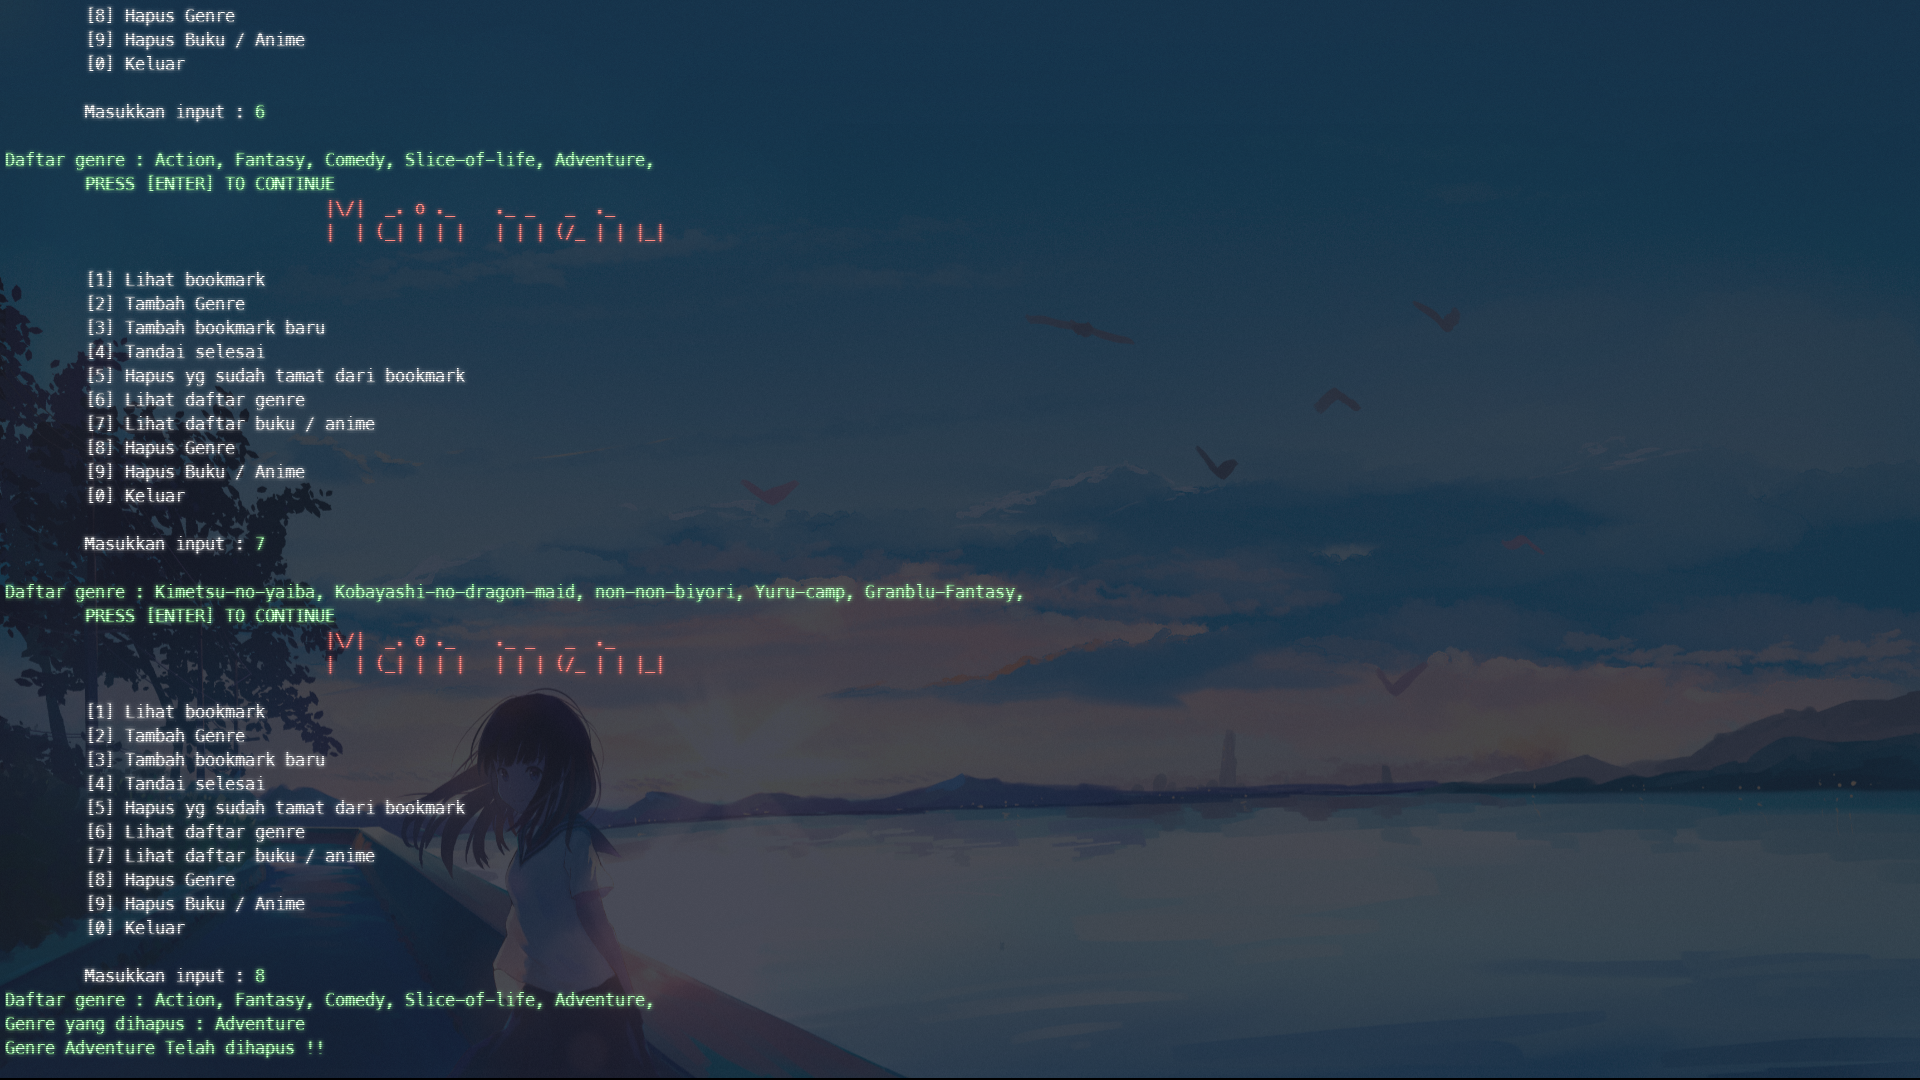 [8] Hapus Genre
[9] Hapus Buku / Anime
[0] Keluar
Masukkan input : 6
Daftar genre : Action, Fantasy, Comedy, Slice-of-life, Adventure,
PRESS [ENTER] TO CONTINUE
Main menu
[1] Lihat bookmark
[2] Tambah Genre
[3] Tambah bookmark baru
[4] Tandai selesai
[5] Hapus yg sudah tamat dari bookmark
[6] Lihat daftar genre
[7] Lihat daftar buku / anime
[8] Hapus Genre
[9] Hapus Buku / Anime
[0] Keluar
Masukkan input : 7
Daftar genre : Kimetsu-no-yaiba, Kobayashi-no-dragon-maid, non-non-biyori, Yuru-camp, Granblu-Fantasy,
PRESS [ENTER] TO CONTINUE
Main menu
[1] Lihat bookmark
[2] Tambah Genre
[3] Tambah bookmark baru
[4] Tandai selesai
[5] Hapus yg sudah tamat dari bookmark
[6] Lihat daftar genre
[7] Lihat daftar buku / anime
[8] Hapus Genre
[9] Hapus Buku / Anime
[0] Keluar
Masukkan input : 8
Daftar genre : Action, Fantasy, Comedy, Slice-of-life, Adventure,
Genre yang dihapus : Adventure
Genre Adventure Telah dihapus !!